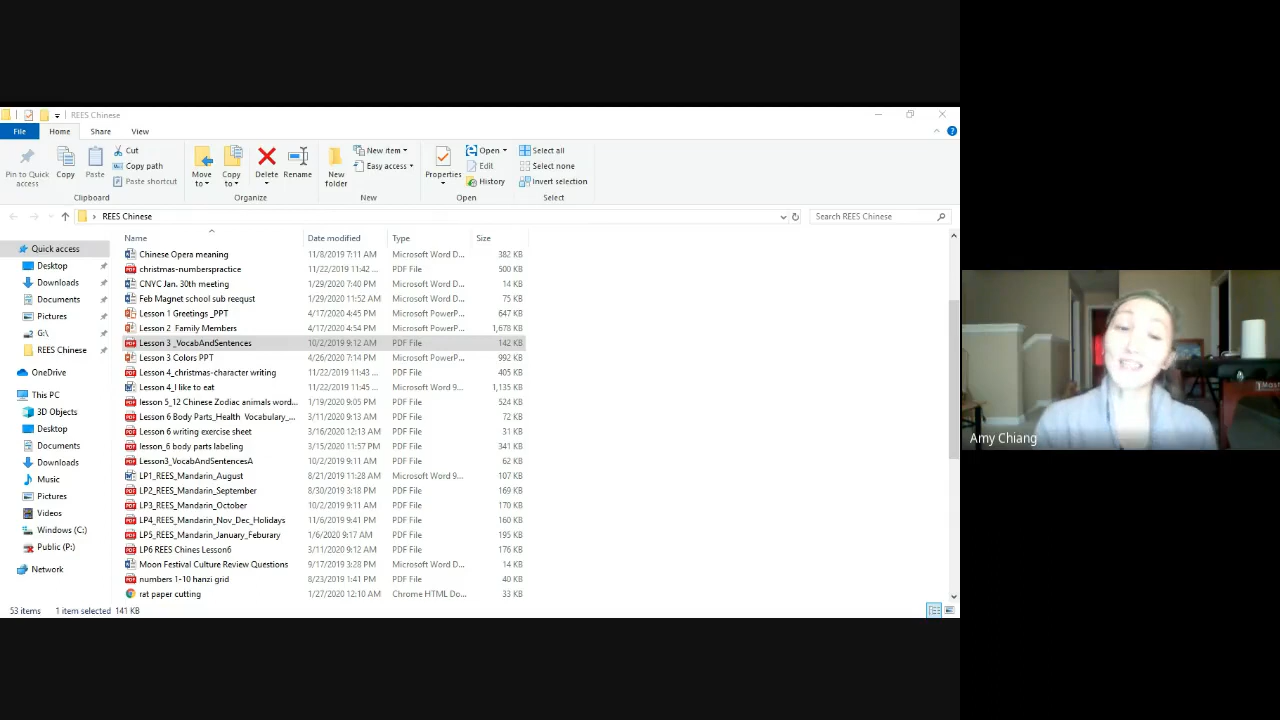 REES Chinese
File Home Share View
Pin to Quick access
Copy
Paste
Cut
Copy path
Paste shortcut
Clipboard
Move to
Copy to
Delete
Rename
Organize
New folder
New item
Easy access
New
Properties
Open
Edit
History
Open
Select all
Select none
Invert selection
Select
REES Chinese
Search REES Chinese
Quick access
Desktop
Downloads
Documents
Pictures
G:\
REES Chinese
OneDrive
This PC
3D Objects
Desktop
Documents
Downloads
Music
Pictures
Videos
Windows (C:)
Public (P:)
Network
Name Date modified Type Size
Chinese Opera meaning 11/8/2019 7:11 AM Microsoft Word D... 382 KB
christmas-numberspractice 11/22/2019 11:42 ... PDF File 500 KB
CNYC Jan. 30th meeting 1/29/2020 7:40 PM Microsoft Word D... 14 KB
Feb Magnet school sub reequst 1/29/2020 11:52 AM Microsoft Word D... 75 KB
Lesson 1 Greetings _PPT 4/17/2020 4:45 PM Microsoft PowerP... 647 KB
Lesson 2 Family Members 4/17/2020 4:54 PM Microsoft PowerP... 1,678 KB
Lesson 3 _VocabAndSentences 10/2/2019 9:12 AM PDF File 142 KB
Lesson 3 Colors PPT 4/26/2020 7:14 PM Microsoft PowerP... 992 KB
Lesson 4_christmas-character writing 11/22/2019 11:43 ... PDF File 405 KB
Lesson 4_I like to eat 11/22/2019 11:45 ... Microsoft Word 9... 1,135 KB
lesson 5_12 Chinese Zodiac animals word... 1/19/2020 9:05 PM PDF File 524 KB
Lesson 6 Body Parts_Health Vocabulary_... 3/11/2020 9:13 AM PDF File 72 KB
Lesson 6 writing exercise sheet 3/16/2020 12:13 AM PDF File 31 KB
lesson_6 body parts labeling 3/15/2020 11:57 PM PDF File 341 KB
Lesson3_VocabAndSentencesA 10/2/2019 9:11 AM PDF File 62 KB
LP1_REES_Mandarin_August 8/21/2019 11:28 AM Microsoft Word 9... 107 KB
LP2_REES_Mandarin_September 8/30/2019 3:18 PM PDF File 169 KB
LP3_REES_Mandarin_October 10/2/2019 9:11 AM PDF File 170 KB
LP4_REES_Mandarin_Nov_Dec_Holidays 11/6/2019 9:41 PM PDF File 160 KB
LP5_REES_Mandarin_January_Feburary 1/6/2020 9:17 AM PDF File 195 KB
LP6 REES Chines Lesson6 3/11/2020 9:12 AM PDF File 176 KB
Moon Festival Culture Review Questions 9/17/2019 3:28 PM Microsoft Word D... 14 KB
numbers 1-10 hanzi grid 8/23/2019 1:41 PM PDF File 40 KB
rat paper cutting 1/27/2020 12:10 AM Chrome HTML Do... 33 KB
53 items 1 item selected 141 KB
Amy Chiang